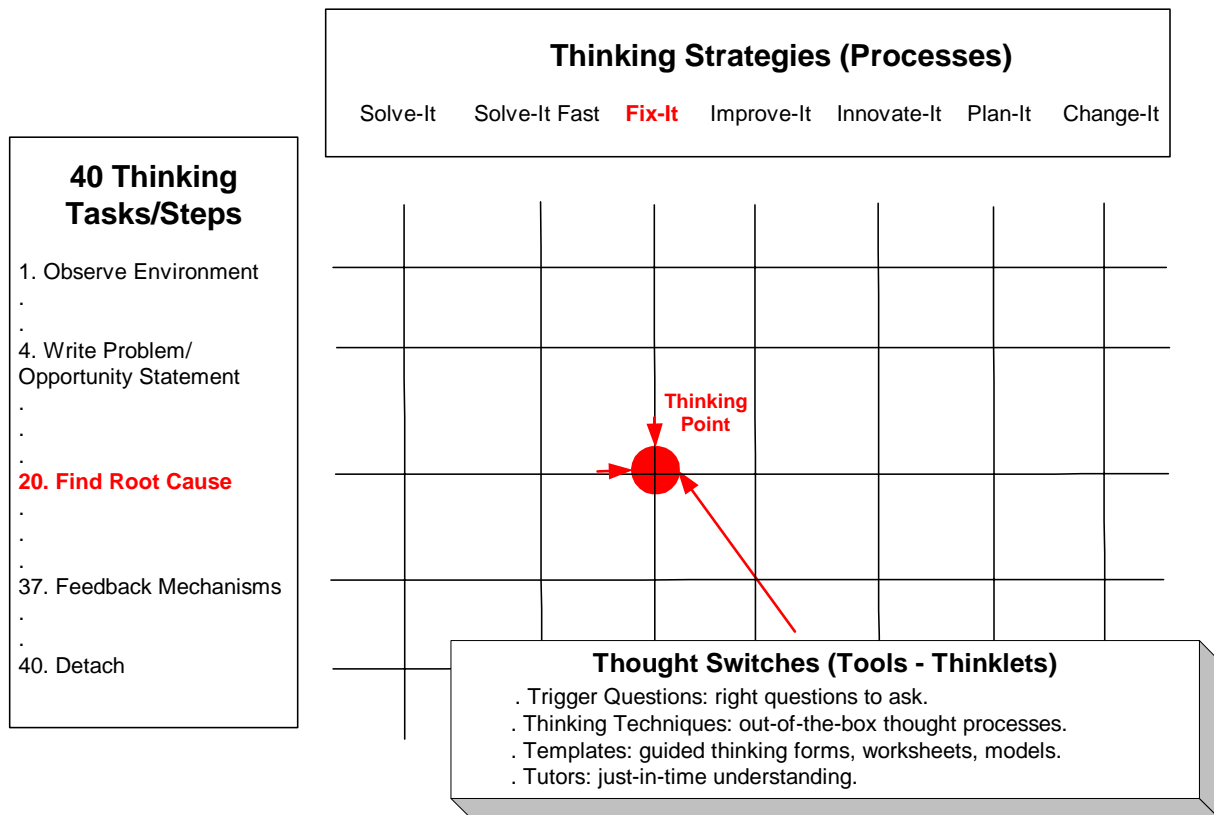 Thinking Strategies (Processes)
Solve-It Solve-It Fast Fix-It Improve-It Innovate-It Plan-It Change-It
40 Thinking
Tasks/Steps
1. Observe Environment
.
.
4. Write Problem/
Opportunity Statement
.
.
.
20. Find Root Cause
.
.
.
37. Feedback Mechanisms
.
.
40. Detach
Thinking
Point
Thought Switches (Tools - Thinklets)
. Trigger Questions: right questions to ask.
. Thinking Techniques: out-of-the-box thought processes.
. Templates: guided thinking forms, worksheets, models.
. Tutors: just-in-time understanding.